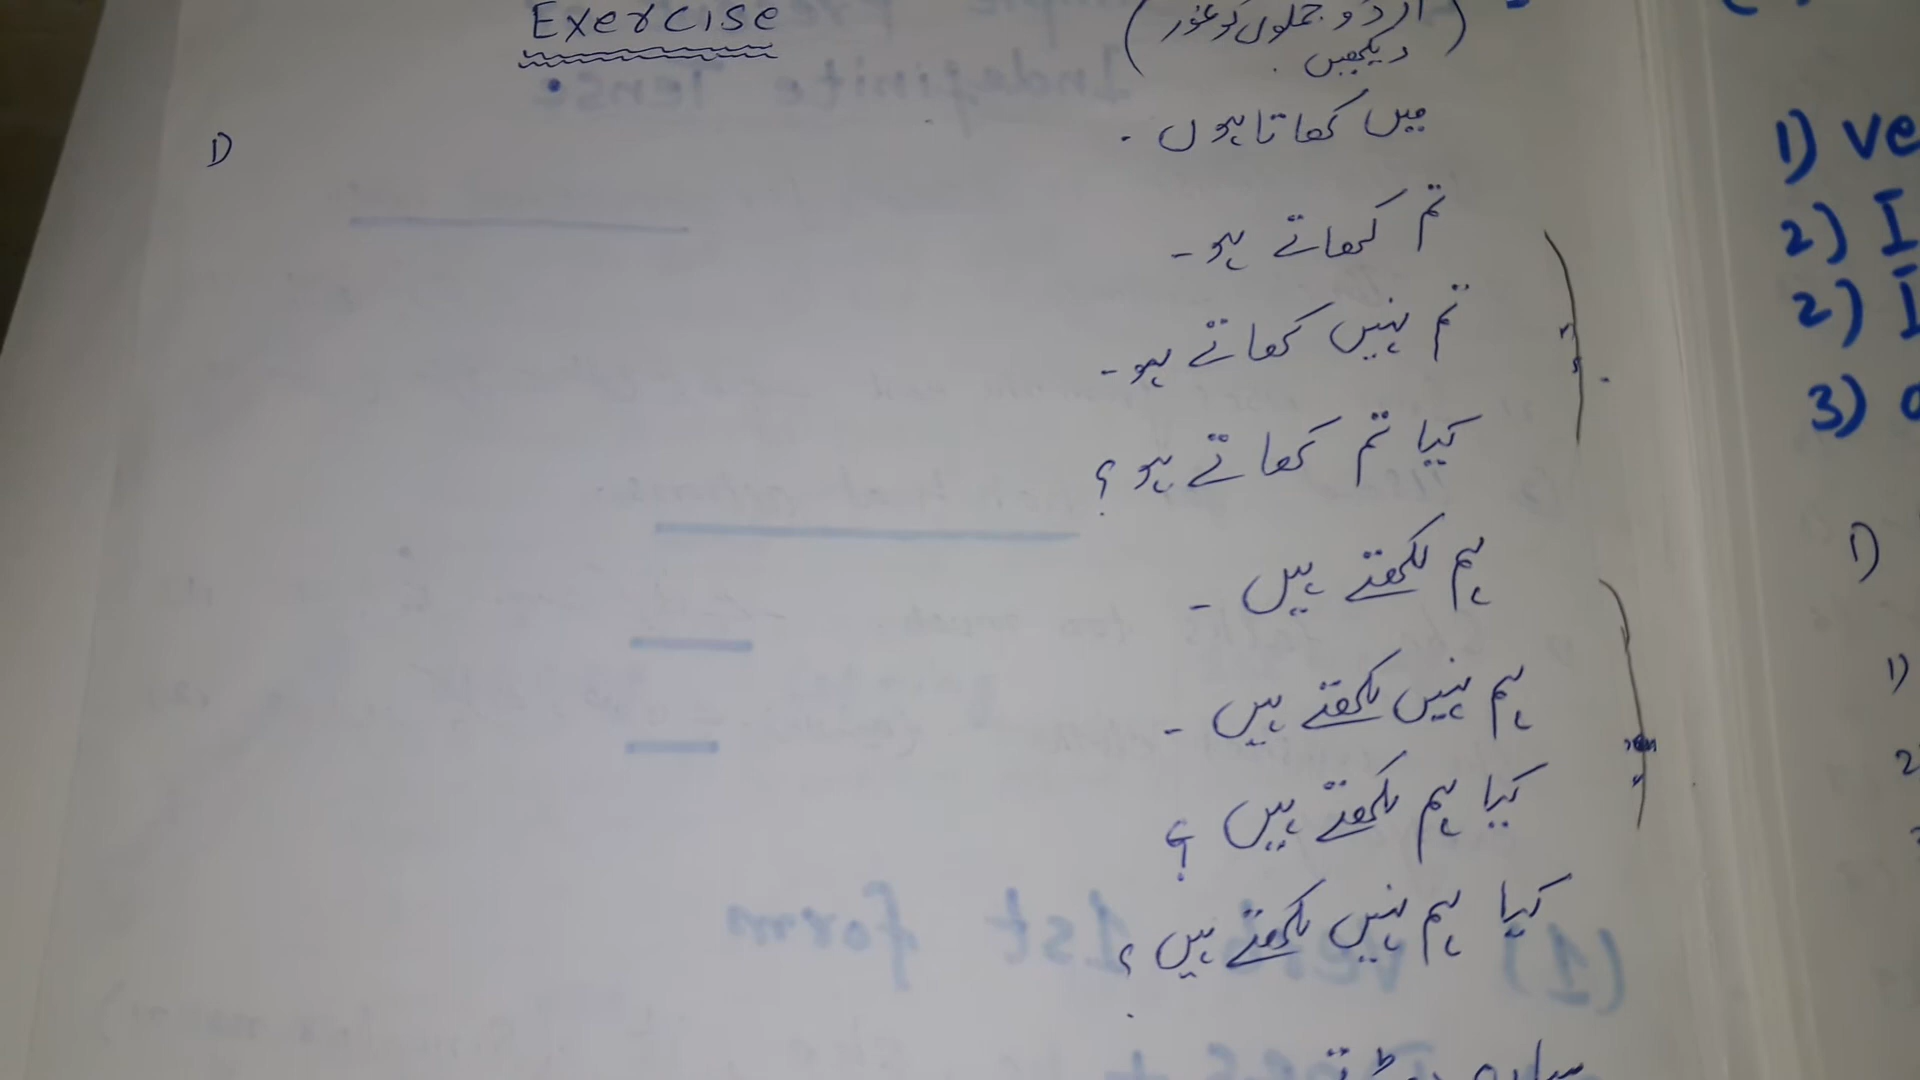 Exercise
(اردو جملوں کو غور
دیکھیں.)
1)
میں کھاتا ہوں۔
تم کھاتے ہو۔
تم نہیں کھاتے ہو۔
کیا تم کھاتے ہو؟
ہم لکھتے ہیں۔
ہم نہیں لکھتے ہیں۔
کیا ہم لکھتے ہیں؟
کیا ہم نہیں لکھتے ہیں؟
1) ve
2) I
2) I
3)
1)
1)
2